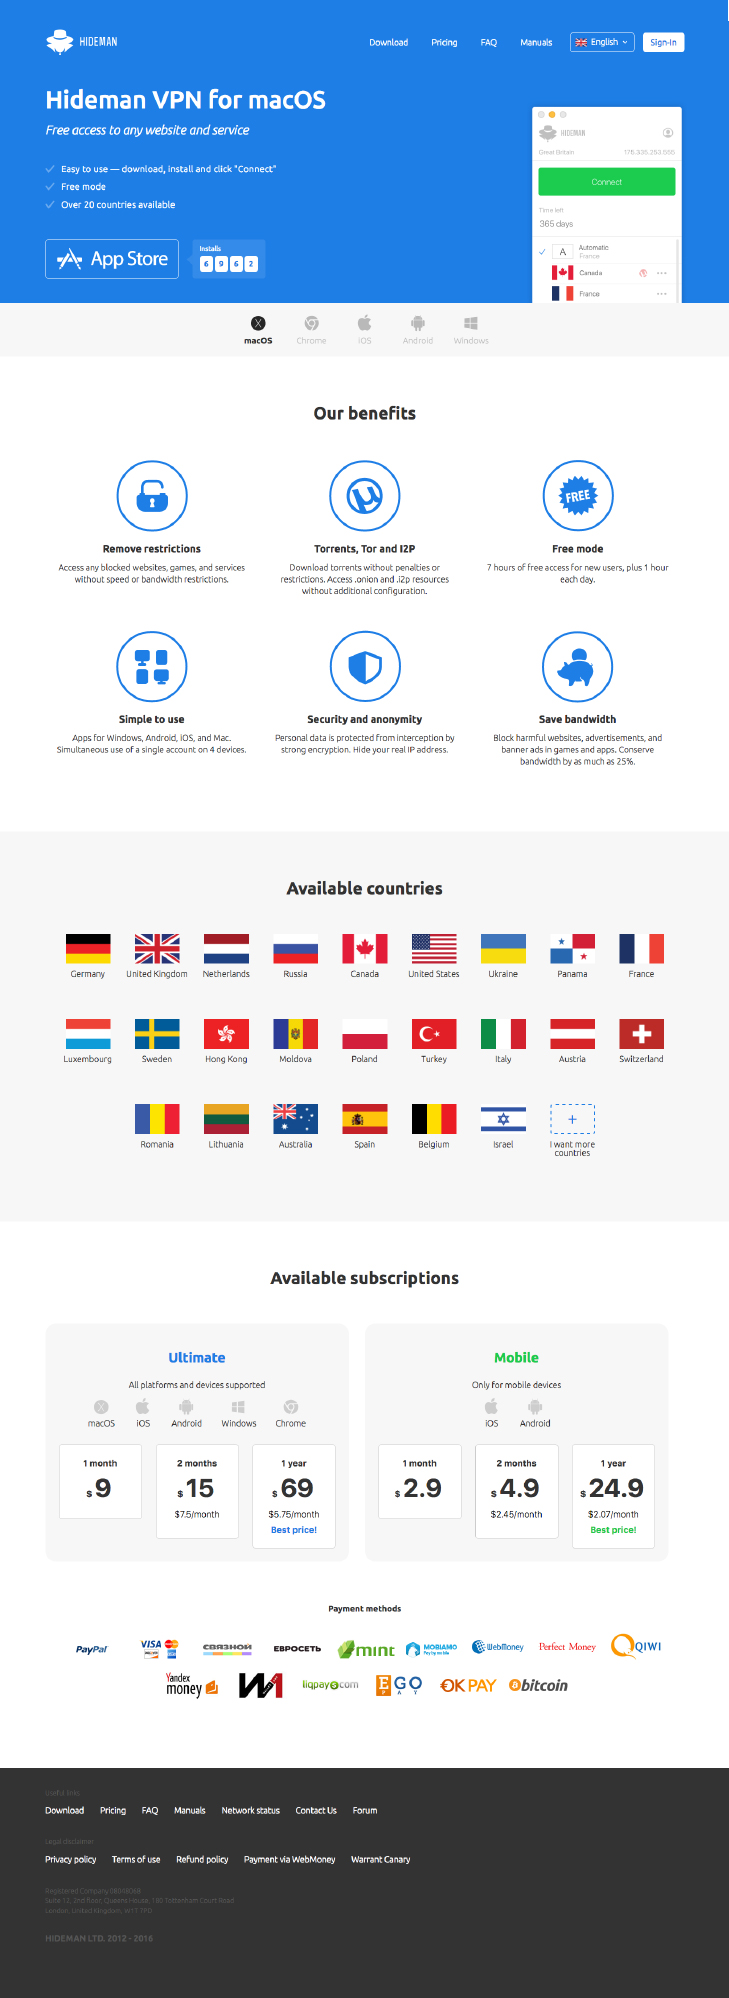 HIDEMAN
Download Pricing FAQ Manuals English Sign-in
Hideman VPN for macOS
Free access to any website and service
Easy to use — download, install and click "Connect"
Free mode
Over 20 countries available
App Store
Installs
6 9 6 2
HIDEMAN
Great Britain 175.335.253.555
Connect
Time left
365 days
A Automatic
France
Canada
France
macOS Chrome iOS Android Windows
Our benefits
FREE
Remove restrictions Torrents, Tor and I2P Free mode
Access any blocked websites, games, and services
without speed or bandwidth restrictions.
Download torrents without penalties or
restrictions. Access .onion and .i2p resources
without additional configuration.
7 hours of free access for new users, plus 1 hour
each day.
Simple to use Security and anonymity Save bandwidth
Apps for Windows, Android, iOS, and Mac.
Simultaneous use of a single account on 4 devices.
Personal data is protected from interception by
strong encryption. Hide your real IP address.
Block harmful websites, advertisements, and
banner ads in games and apps. Conserve
bandwidth by as much as 25%.
Available countries
Germany United Kingdom Netherlands Russia Canada United States Ukraine Panama France
Luxembourg Sweden Hong Kong Moldova Poland Turkey Italy Austria Switzerland
Romania Lithuania Australia Spain Belgium Israel I want more
countries
Available subscriptions
Ultimate
All platforms and devices supported
macOS iOS Android Windows Chrome
1 month 2 months 1 year
$ 9 $ 15 $ 69
$7.5/month $5.75/month
Best price!
Mobile
Only for mobile devices
iOS Android
1 month 2 months 1 year
$ 2.9 $ 4.9 $ 24.9
$2.45/month $2.07/month
Best price!
Payment methods
PayPal VISA СВЯЗНОЙ ЕВРОСЕТЬ mint MOBIAMO WebMoney Perfect Money QIWI
Pay by mobile
Yandex
money liqpay.com EGO OKPAY bitcoin
PAY
Useful links
Download Pricing FAQ Manuals Network status Contact Us Forum
Legal disclaimer
Privacy policy Terms of use Refund policy Payment via WebMoney Warrant Canary
Registered Company
Suite 12, 2nd floor, Queens House, 180 Tottenham Court Road
London, United Kingdom, W1T 7PD
HIDEMAN LTD. 2012 - 2016